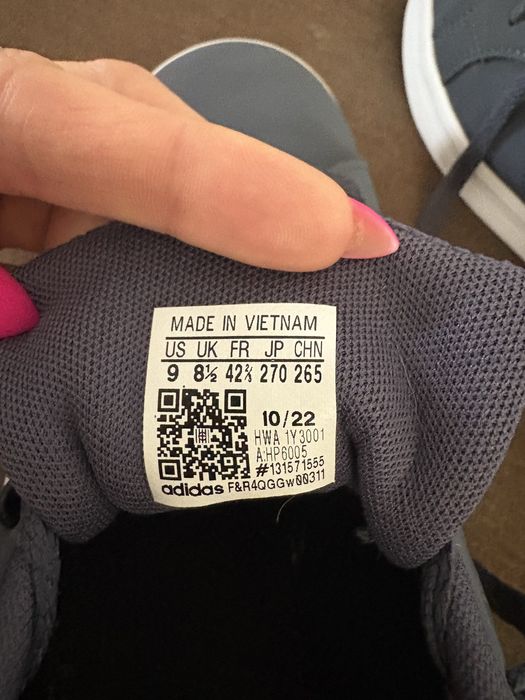 MADE IN VIETNAM
US UK FR JP CHN
9 8½ 42⅔ 270 265
10/22
HWA 1Y3001
A:HP6005
#131571555
adidas F&R4QGGw00311